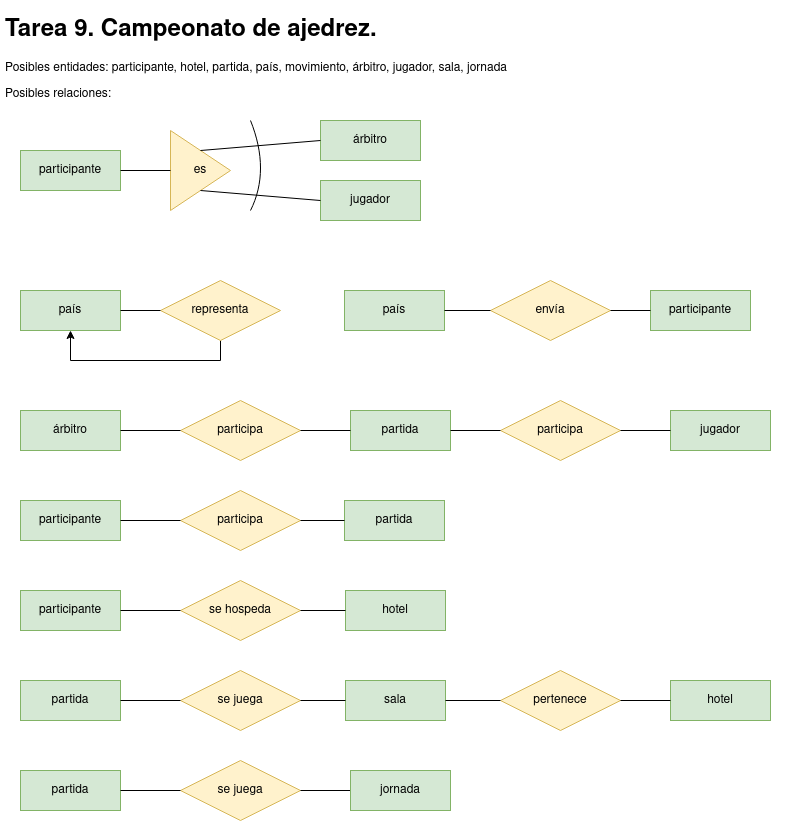 Tarea 9. Campeonato de ajedrez.
Posibles entidades: participante, hotel, partida, país, movimiento, árbitro, jugador, sala, jornada
Posibles relaciones:
árbitro
participante
es
jugador
país
representa
país
envía
participante
árbitro
participa
partida
participa
jugador
participante
participa
partida
participante
se hospeda
hotel
partida
se juega
sala
pertenece
hotel
partida
se juega
jornada